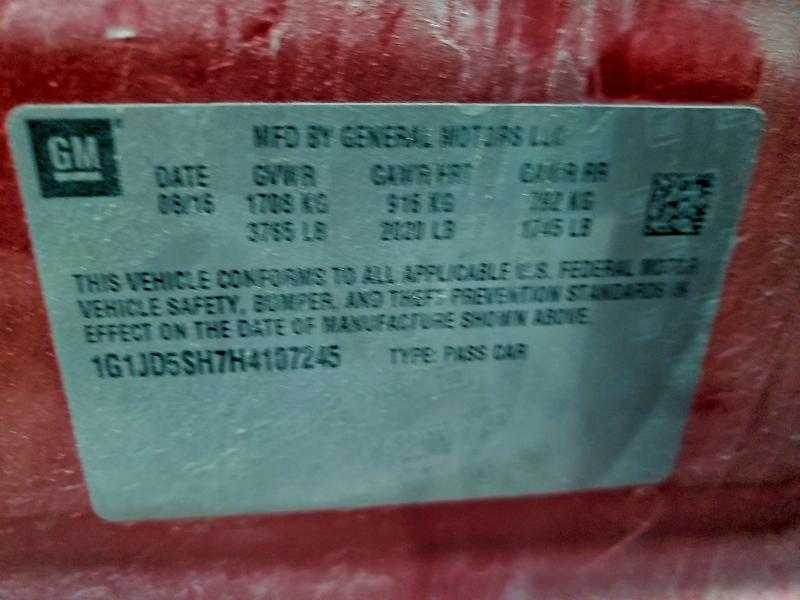 GM
MFD BY GENERAL MOTORS LLC
DATE GVWR GAWR FRT GAWR RR
08/16 1708 KG 916 KG 792 KG
3765 LB 2020 LB 1745 LB
THIS VEHICLE CONFORMS TO ALL APPLICABLE U.S. FEDERAL MOTOR
VEHICLE SAFETY, BUMPER, AND THEFT PREVENTION STANDARDS IN
EFFECT ON THE DATE OF MANUFACTURE SHOWN ABOVE.
1G1JD5SH7H4107245 TYPE: PASS CAR